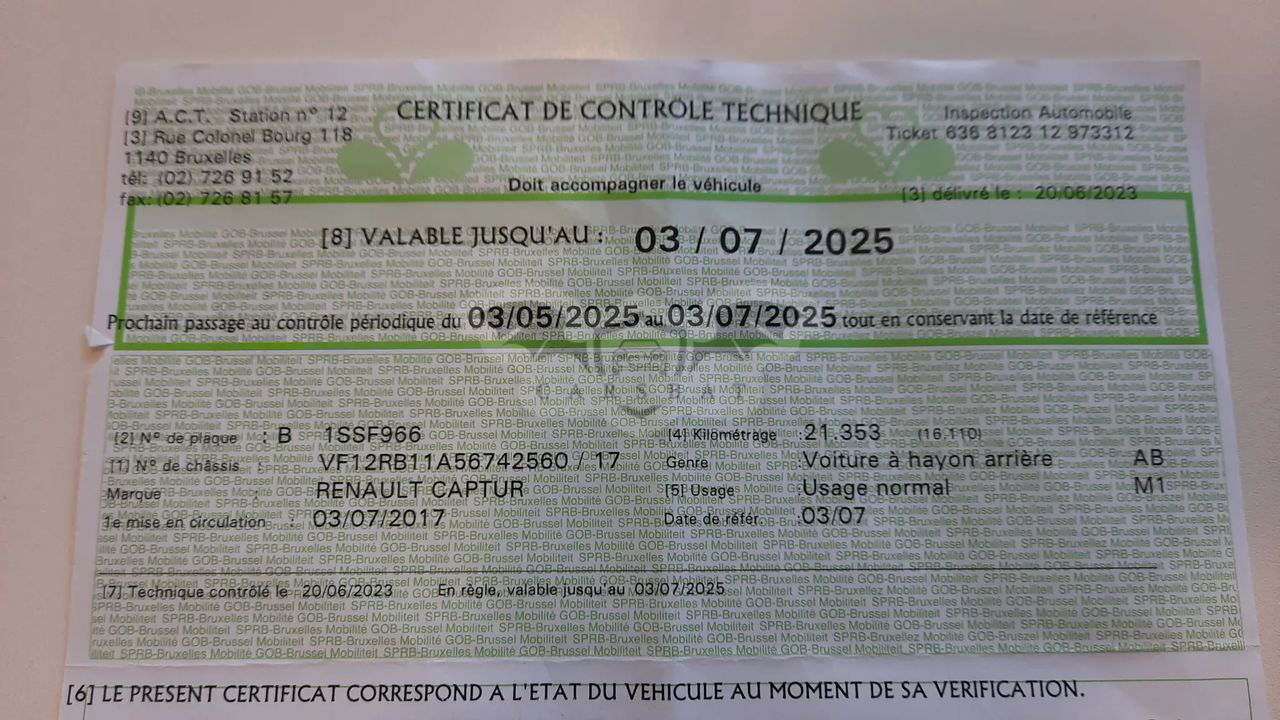 [9] A.C.T. Station n° 12
[3] Rue Colonel Bourg 118
1140 Bruxelles
tél: (02) 726 91 52
fax: (02) 726 81 57
CERTIFICAT DE CONTRÔLE TECHNIQUE
Doit accompagner le véhicule
Inspection Automobile
Ticket 636 8123 12 973312
[3] délivré le : 20/06/2023
[8] VALABLE JUSQU'AU : 03 / 07 / 2025
Prochain passage au contrôle périodique du 03/05/2025 au 03/07/2025 tout en conservant la date de référence
[2] N° de plaque : B 1SSF966
[1] N° de châssis : VF12RB11A56742560 / 17
Marque : RENAULT CAPTUR
1e mise en circulation : 03/07/2017
[4] Kilométrage : 21.353 (16.110)
Genre : Voiture à hayon arrière AB
[5] Usage : Usage normal M1
Date de référ. : 03/07
[7] Technique contrôlé le 20/06/2023 En règle, valable jusqu'au 03/07/2025
[6] LE PRESENT CERTIFICAT CORRESPOND A L'ETAT DU VEHICULE AU MOMENT DE SA VERIFICATION.